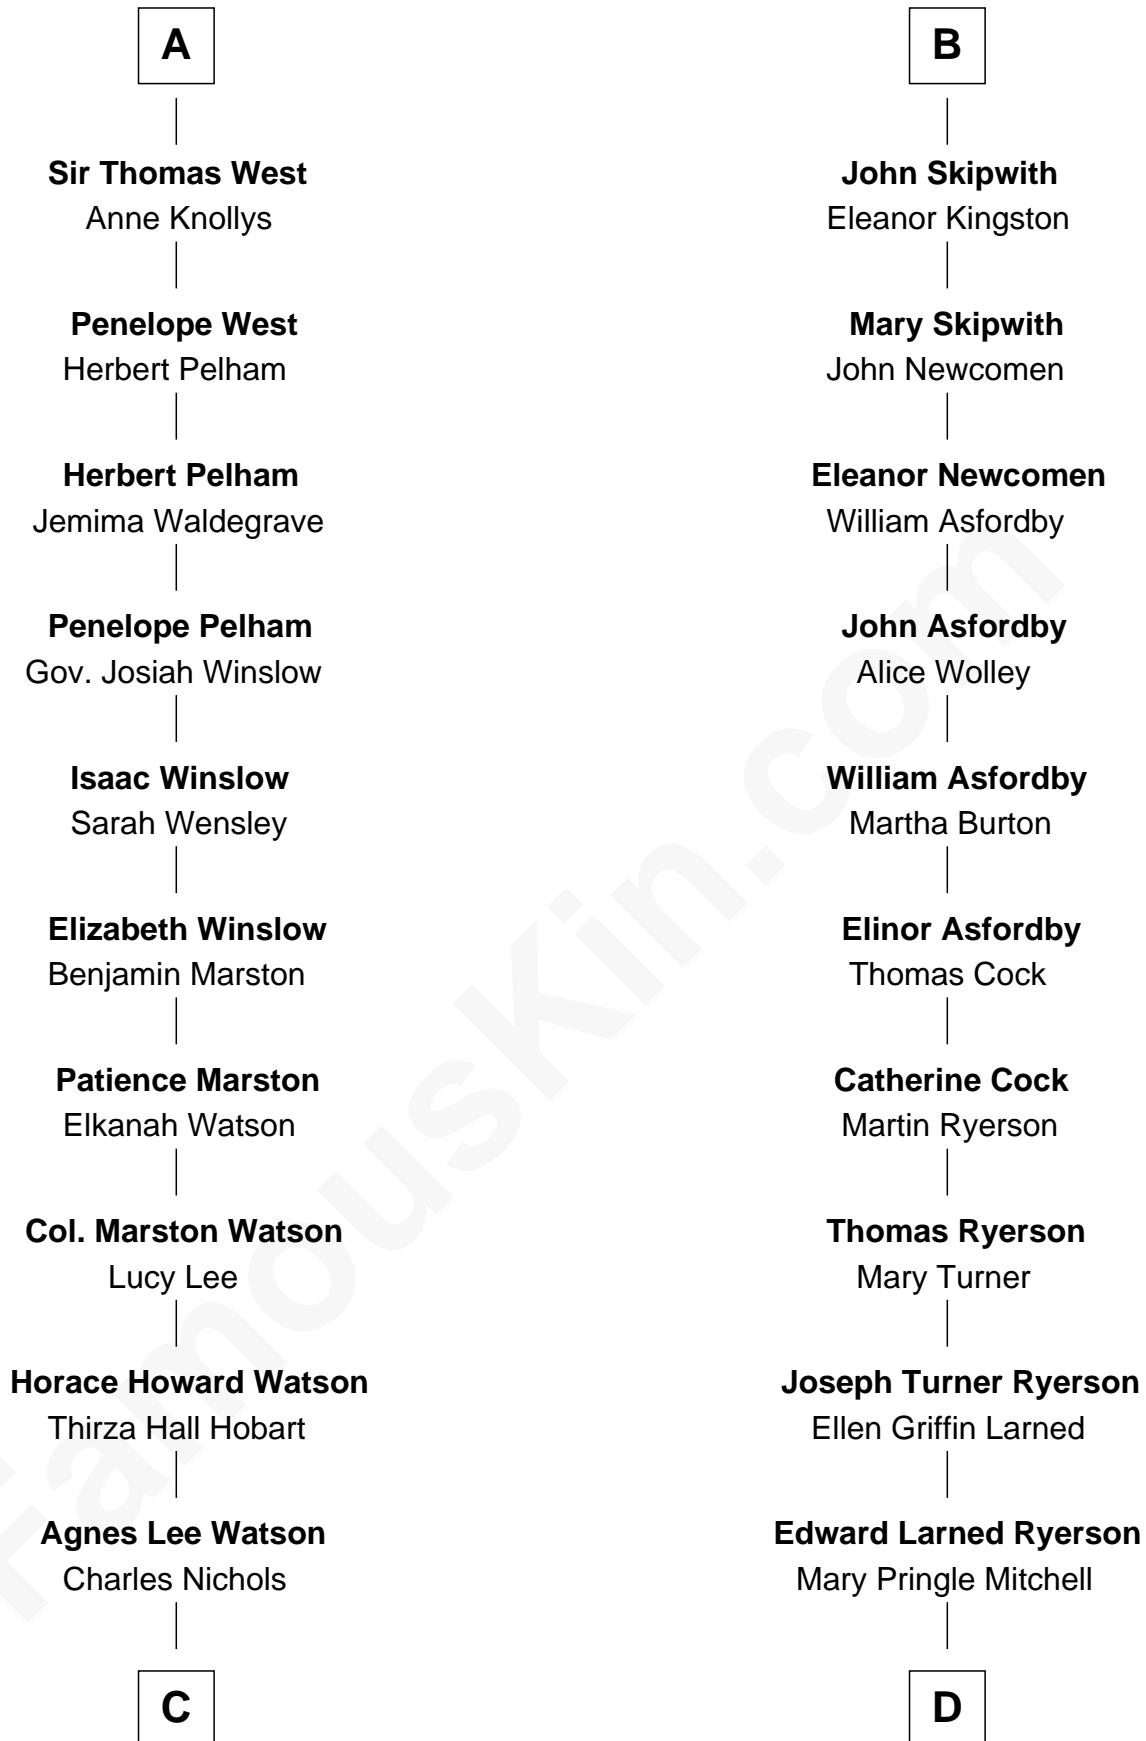 A
Sir Thomas West
Anne Knollys
Penelope West
Herbert Pelham
Herbert Pelham
Jemima Waldegrave
Penelope Pelham
Gov. Josiah Winslow
Isaac Winslow
Sarah Wensley
Elizabeth Winslow
Benjamin Marston
Patience Marston
Elkanah Watson
Col. Marston Watson
Lucy Lee
Horace Howard Watson
Thirza Hall Hobart
Agnes Lee Watson
Charles Nichols
C
B
John Skipwith
Eleanor Kingston
Mary Skipwith
John Newcomen
Eleanor Newcomen
William Asfordby
John Asfordby
Alice Wolley
William Asfordby
Martha Burton
Elinor Asfordby
Thomas Cock
Catherine Cock
Martin Ryerson
Thomas Ryerson
Mary Turner
Joseph Turner Ryerson
Ellen Griffin Larned
Edward Larned Ryerson
Mary Pringle Mitchell
D
FamousKin.com